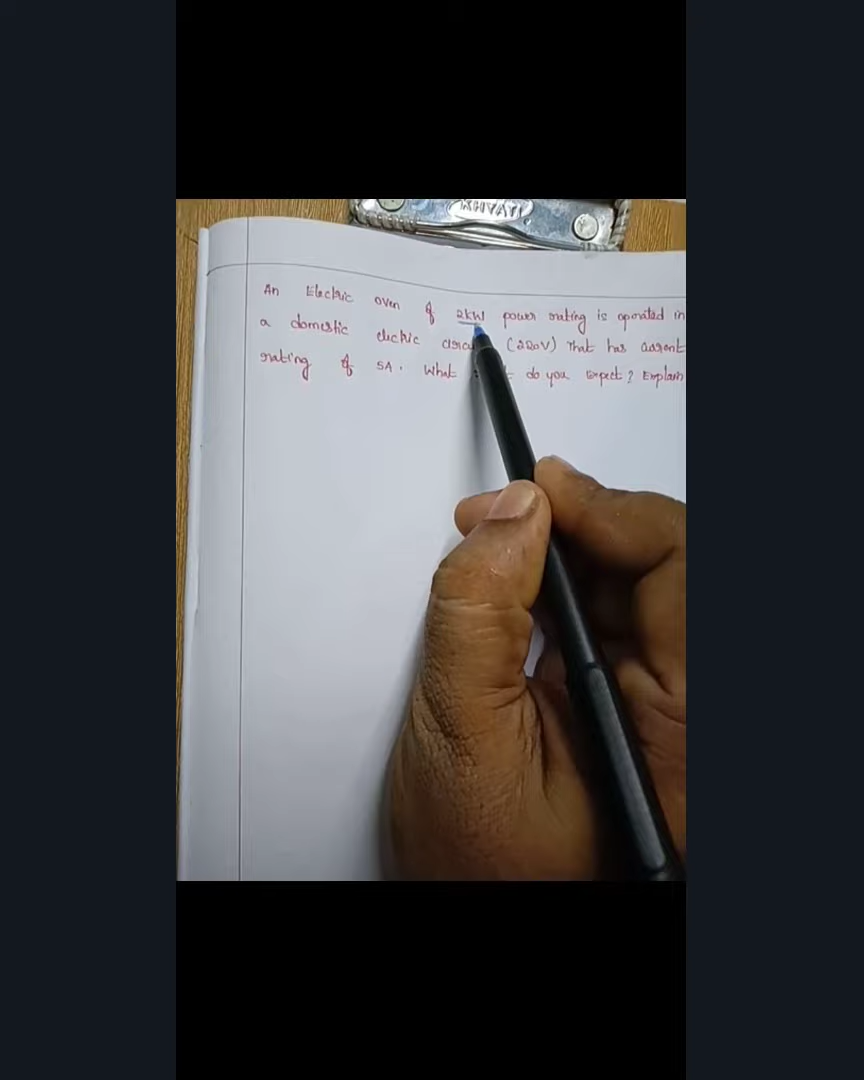 KHYATI
An Electric oven of 2kW power rating is operated in
a domestic electric (220V) That has current
rating of 5A. What do you expect? Explain